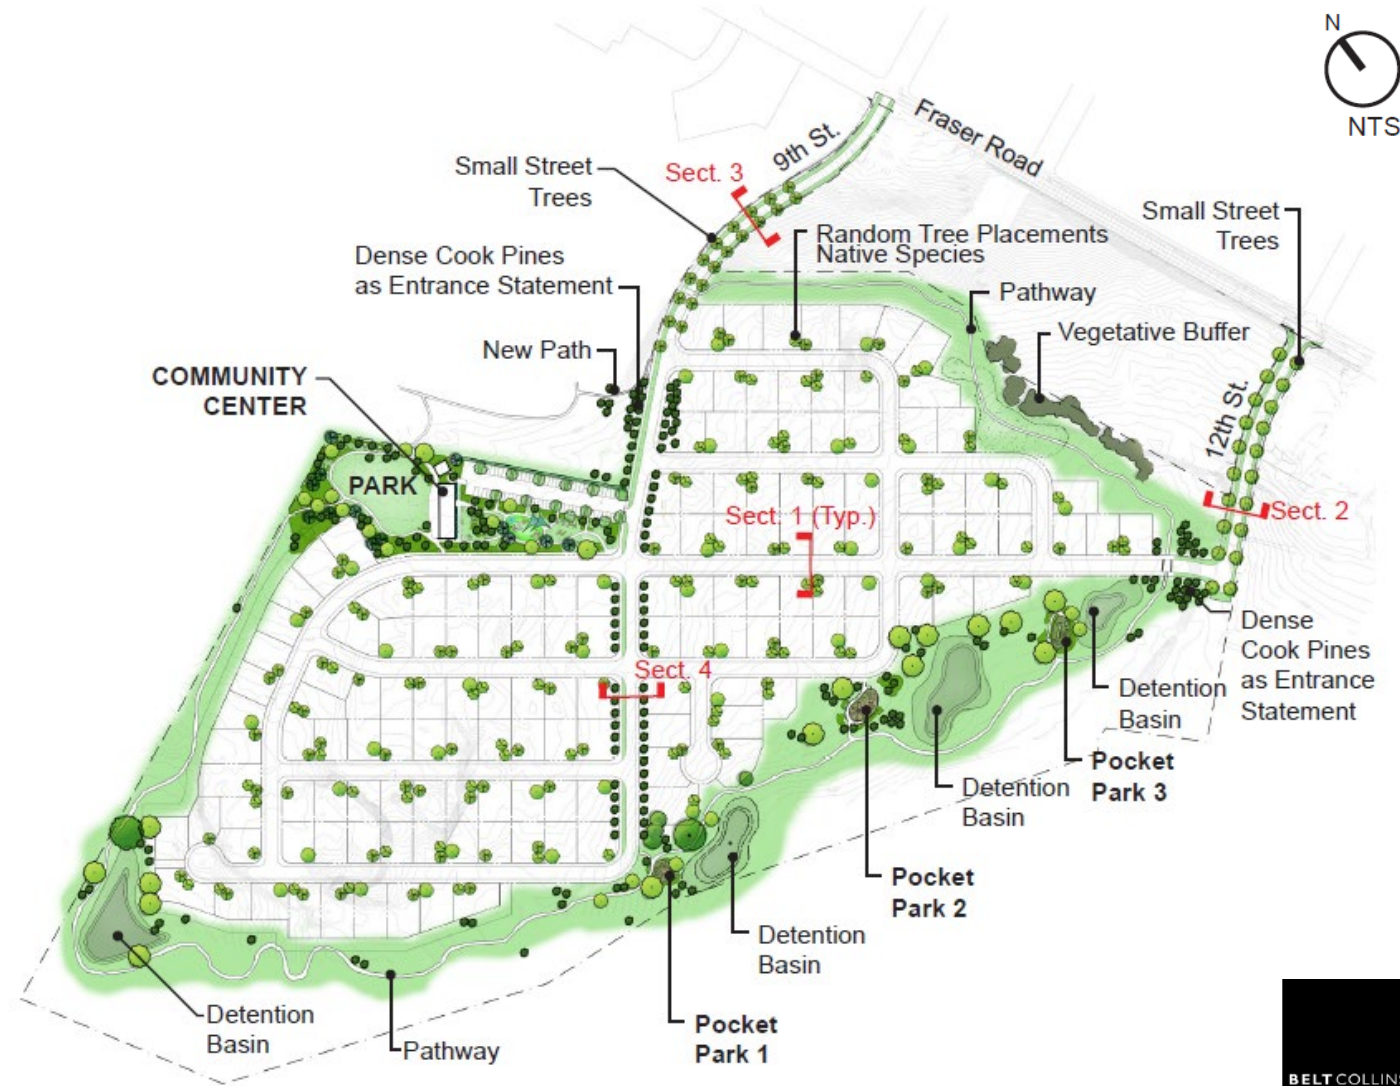 N
NTS
Fraser Road
9th St.
Small Street
Trees
Sect. 3
Small Street
Trees
Random Tree Placements
Native Species
Dense Cook Pines
as Entrance Statement
Pathway
Vegetative Buffer
New Path
COMMUNITY
CENTER
12th St.
PARK
Sect. 1 (Typ.)
Sect. 2
Dense
Cook Pines
as Entrance
Statement
Sect. 4
Detention
Basin
Pocket
Park 3
Detention
Basin
Pocket
Park 2
Detention
Basin
Detention
Basin
Pathway
Pocket
Park 1
BELT COLLIN